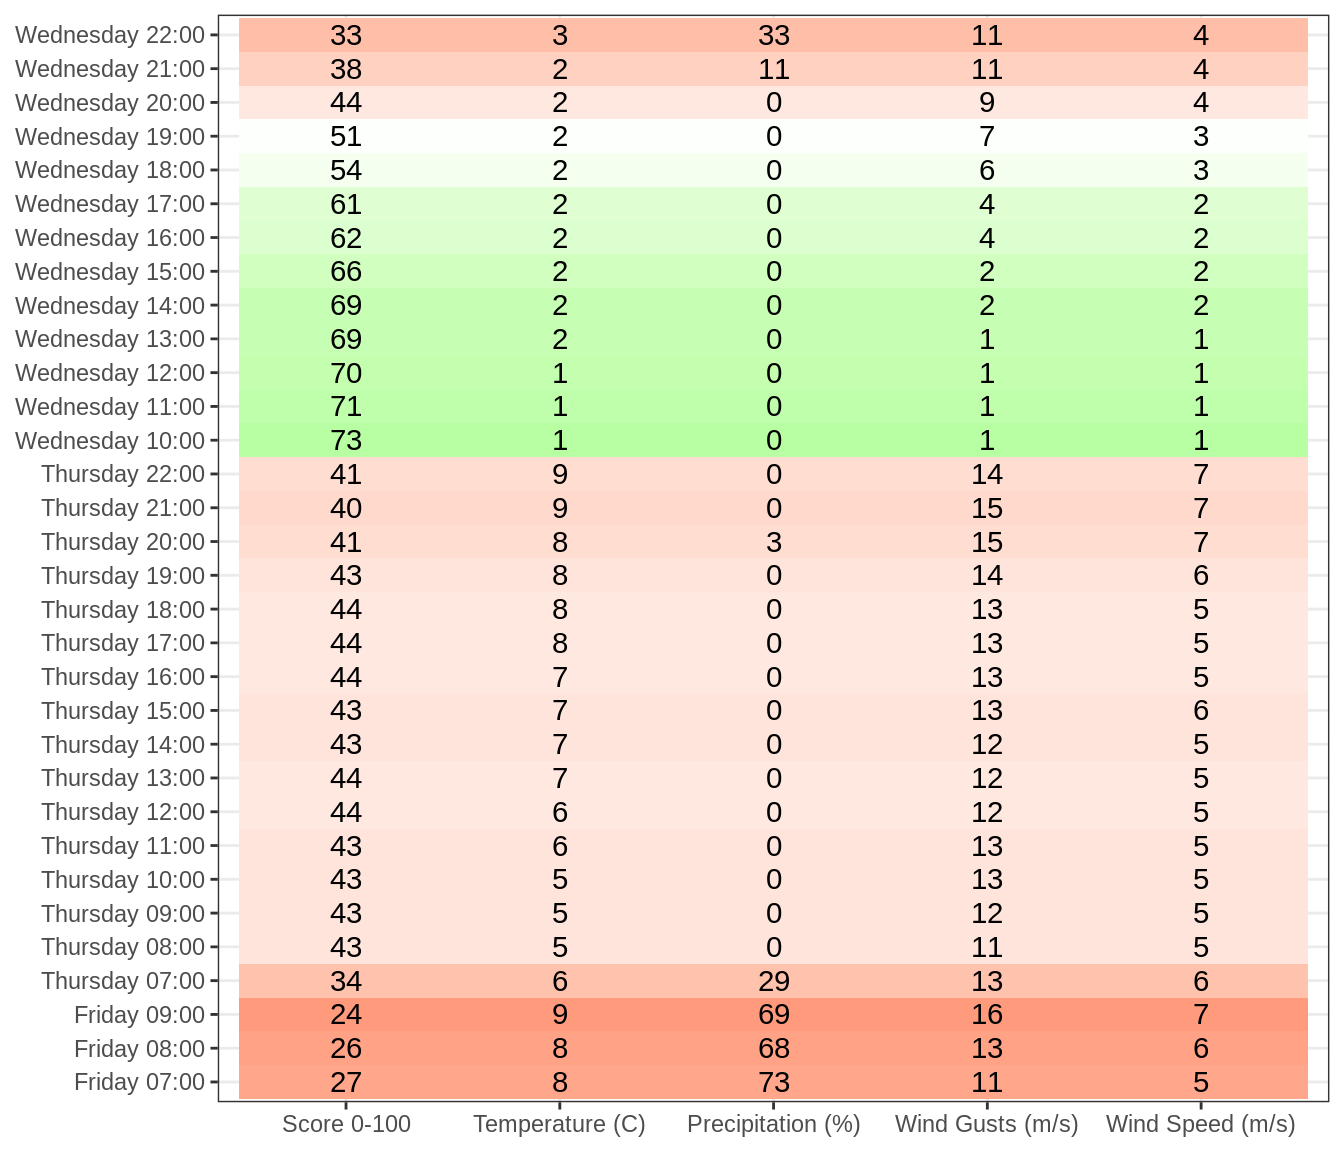 Wednesday 22:00 33 3 33 11 4
Wednesday 21:00 38 2 11 11 4
Wednesday 20:00 44 2 0 9 4
Wednesday 19:00 51 2 0 7 3
Wednesday 18:00 54 2 0 6 3
Wednesday 17:00 61 2 0 4 2
Wednesday 16:00 62 2 0 4 2
Wednesday 15:00 66 2 0 2 2
Wednesday 14:00 69 2 0 2 2
Wednesday 13:00 69 2 0 1 1
Wednesday 12:00 70 1 0 1 1
Wednesday 11:00 71 1 0 1 1
Wednesday 10:00 73 1 0 1 1
Thursday 22:00 41 9 0 14 7
Thursday 21:00 40 9 0 15 7
Thursday 20:00 41 8 3 15 7
Thursday 19:00 43 8 0 14 6
Thursday 18:00 44 8 0 13 5
Thursday 17:00 44 8 0 13 5
Thursday 16:00 44 7 0 13 5
Thursday 15:00 43 7 0 13 6
Thursday 14:00 43 7 0 12 5
Thursday 13:00 44 7 0 12 5
Thursday 12:00 44 6 0 12 5
Thursday 11:00 43 6 0 13 5
Thursday 10:00 43 5 0 13 5
Thursday 09:00 43 5 0 12 5
Thursday 08:00 43 5 0 11 5
Thursday 07:00 34 6 29 13 6
Friday 09:00 24 9 69 16 7
Friday 08:00 26 8 68 13 6
Friday 07:00 27 8 73 11 5
Score 0-100 Temperature (C) Precipitation (%) Wind Gusts (m/s) Wind Speed (m/s)